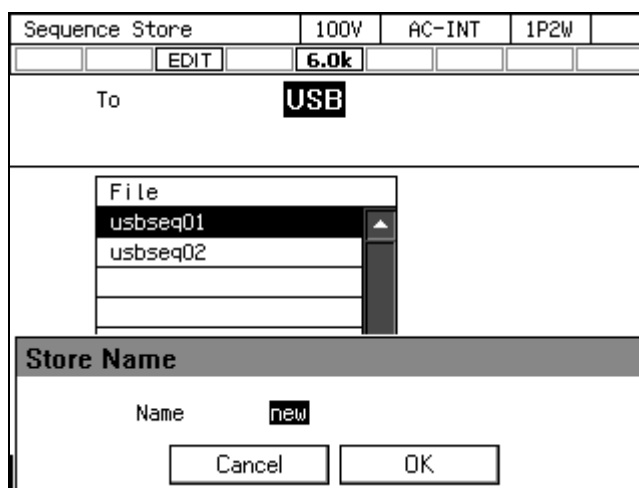 Sequence Store 100V AC-INT 1P2W
EDIT 6.0k
To USB
File
usbseq01
usbseq02
Store Name
Name new
Cancel OK